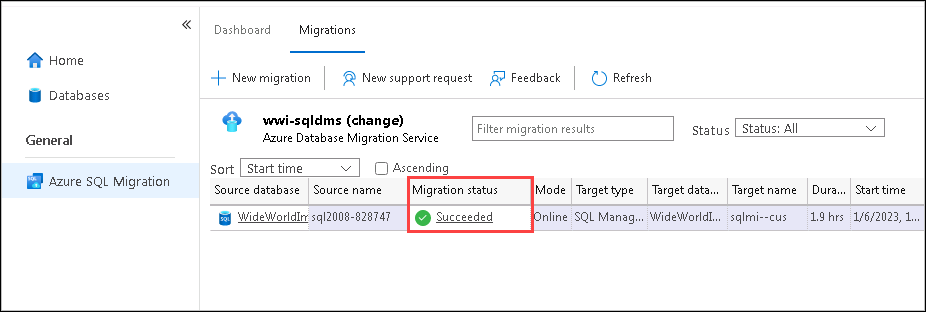 Dashboard Migrations
Home
New migration New support request Feedback Refresh
Databases
wwi-sqldms (change)
Azure Database Migration Service
Filter migration results
Status Status: All
General
Sort Start time Ascending
Azure SQL Migration
Source database Source name Migration status Mode Target type Target data... Target name Dura... Start time
SQL WideWorldIm sql2008-828747 Succeeded Online SQL Manag... WideWorldI... sqlmi--cus 1.9 hrs 1/6/2023, 1...